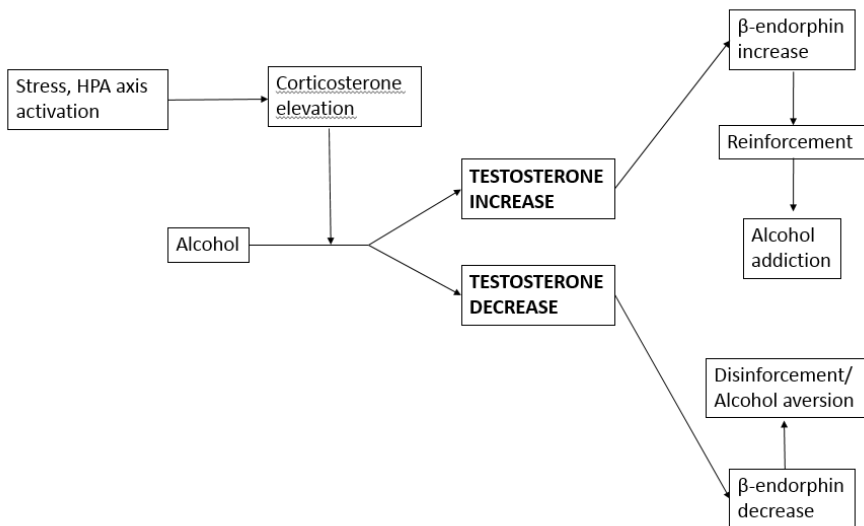 β-endorphin
increase
Stress, HPA axis
activation
Corticosterone
elevation
Reinforcement
TESTOSTERONE
INCREASE
Alcohol
Alcohol
addiction
TESTOSTERONE
DECREASE
Disinforcement/
Alcohol aversion
β-endorphin
decrease